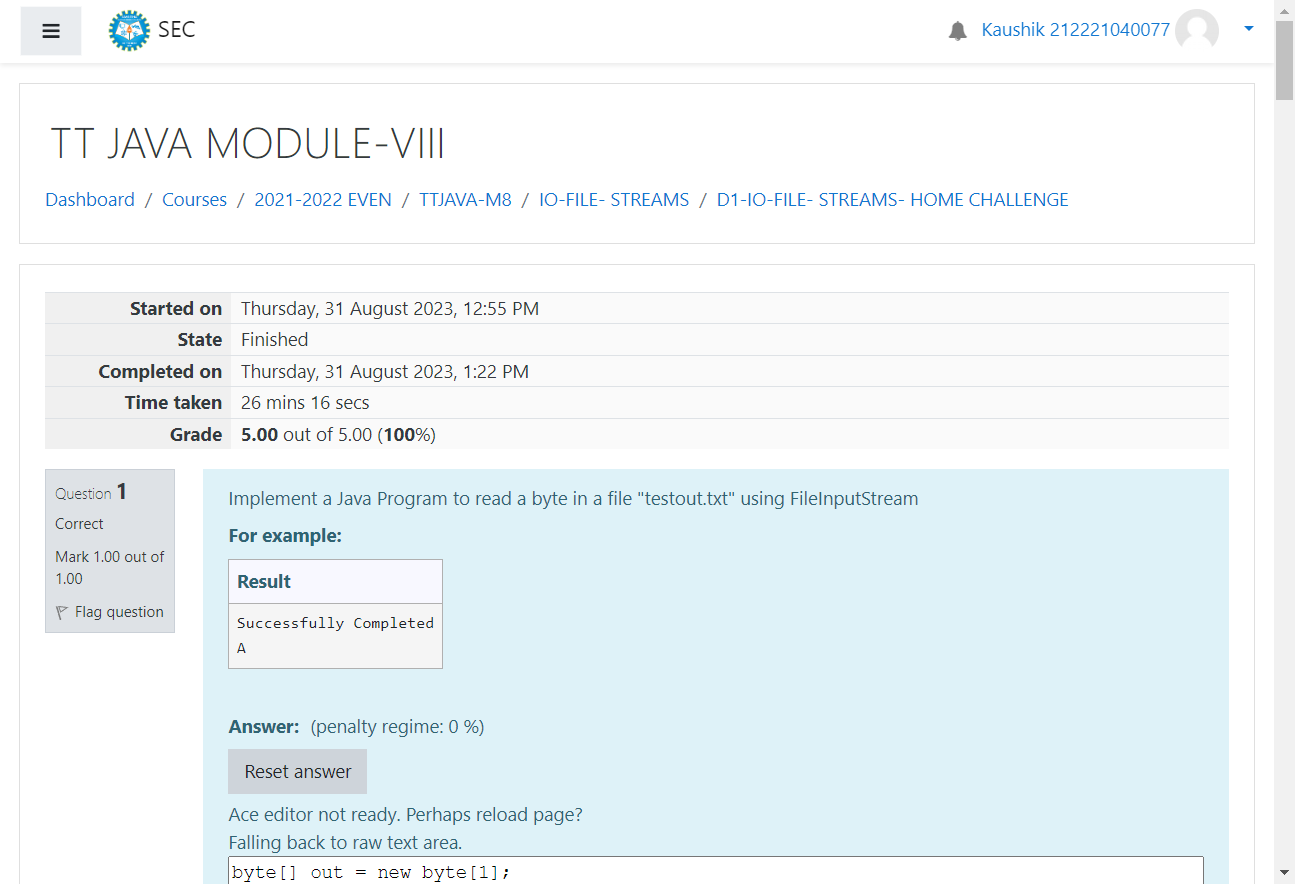 SEC
Kaushik 212221040077
TT JAVA MODULE-VIII
Dashboard / Courses / 2021-2022 EVEN / TTJAVA-M8 / IO-FILE- STREAMS / D1-IO-FILE- STREAMS- HOME CHALLENGE
Started on Thursday, 31 August 2023, 12:55 PM
State Finished
Completed on Thursday, 31 August 2023, 1:22 PM
Time taken 26 mins 16 secs
Grade 5.00 out of 5.00 (100%)
Question 1
Correct
Mark 1.00 out of
1.00
Flag question
Implement a Java Program to read a byte in a file "testout.txt" using FileInputStream
For example:
Result
Successfully Completed
A
Answer: (penalty regime: 0 %)
Reset answer
Ace editor not ready. Perhaps reload page?
Falling back to raw text area.
byte[] out = new byte[1];